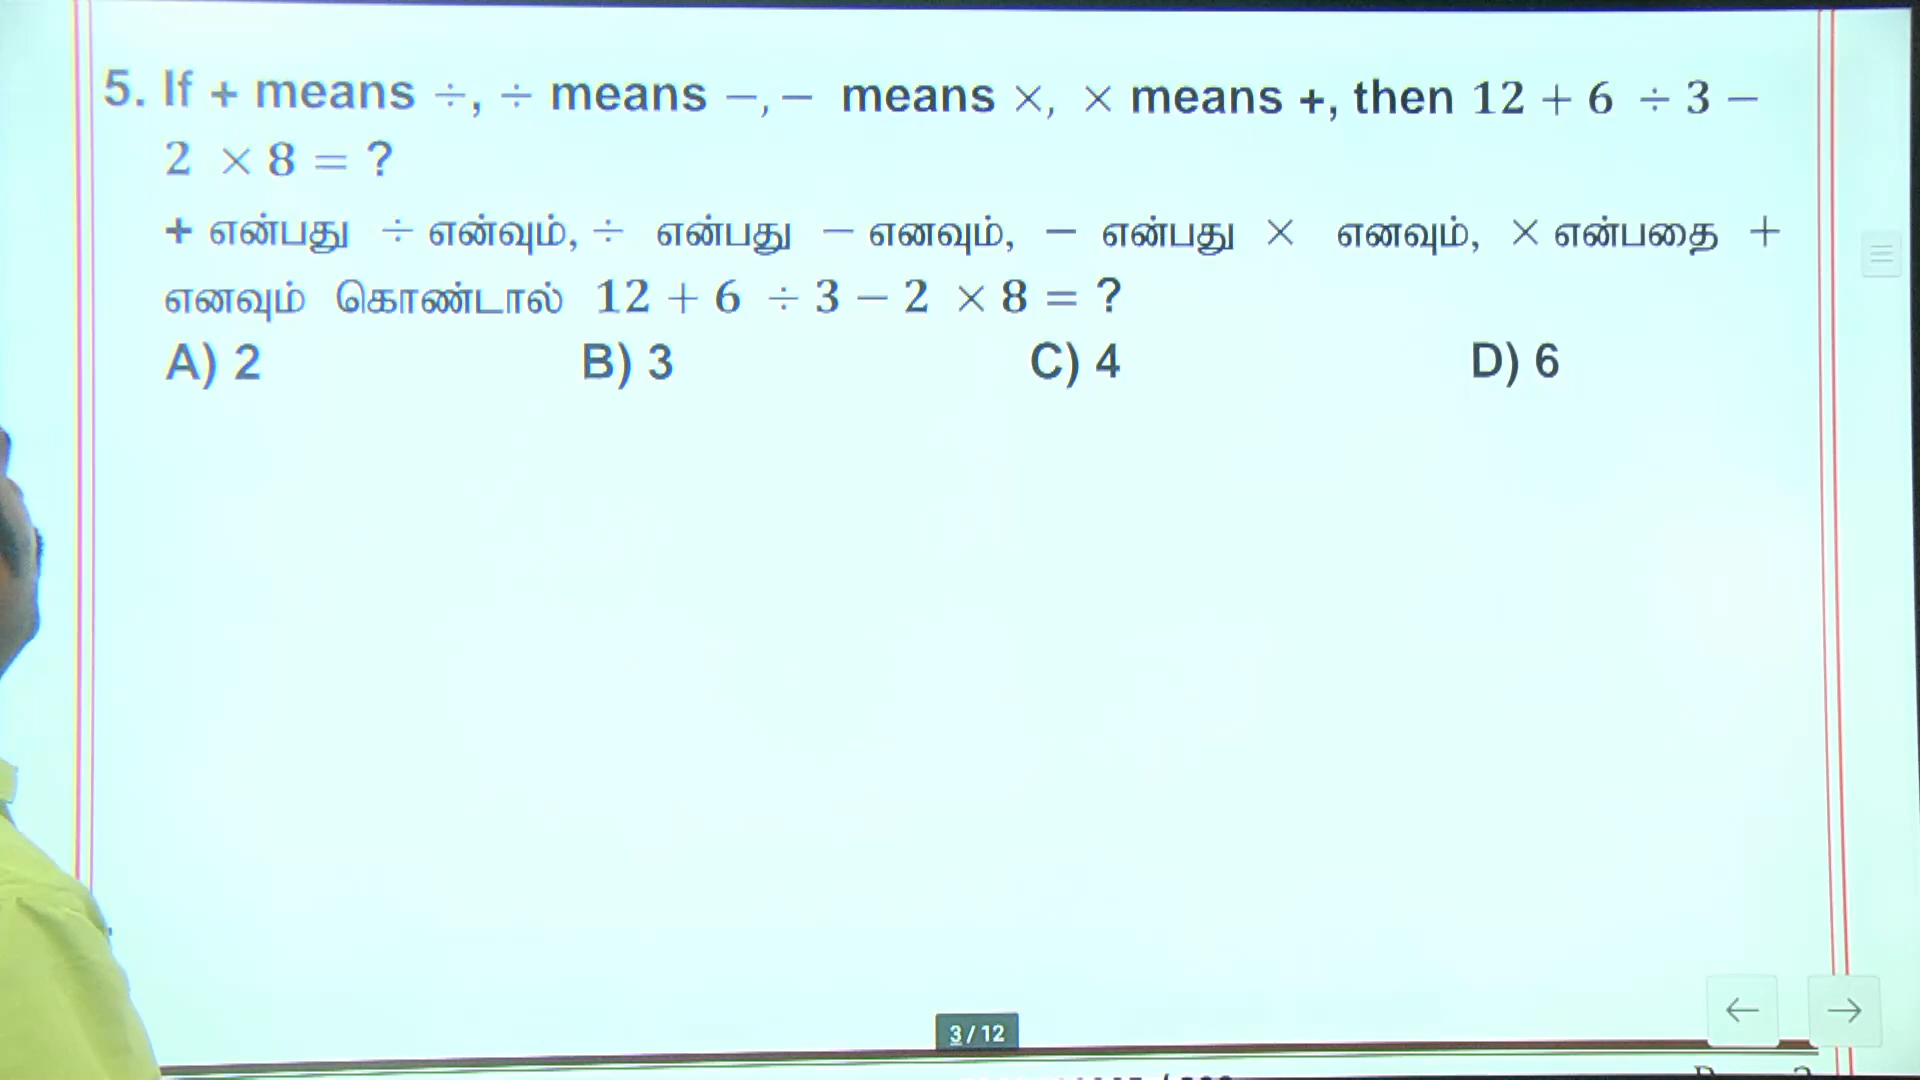 5. If + means ÷, ÷ means −, − means ×, × means +, then 12 + 6 ÷ 3 −
2 × 8 = ?
+ என்பது ÷ என்வும், ÷ என்பது − எனவும், − என்பது × எனவும், × என்பதை +
எனவும் கொண்டால் 12 + 6 ÷ 3 − 2 × 8 = ?
A) 2 B) 3 C) 4 D) 6
3 / 12